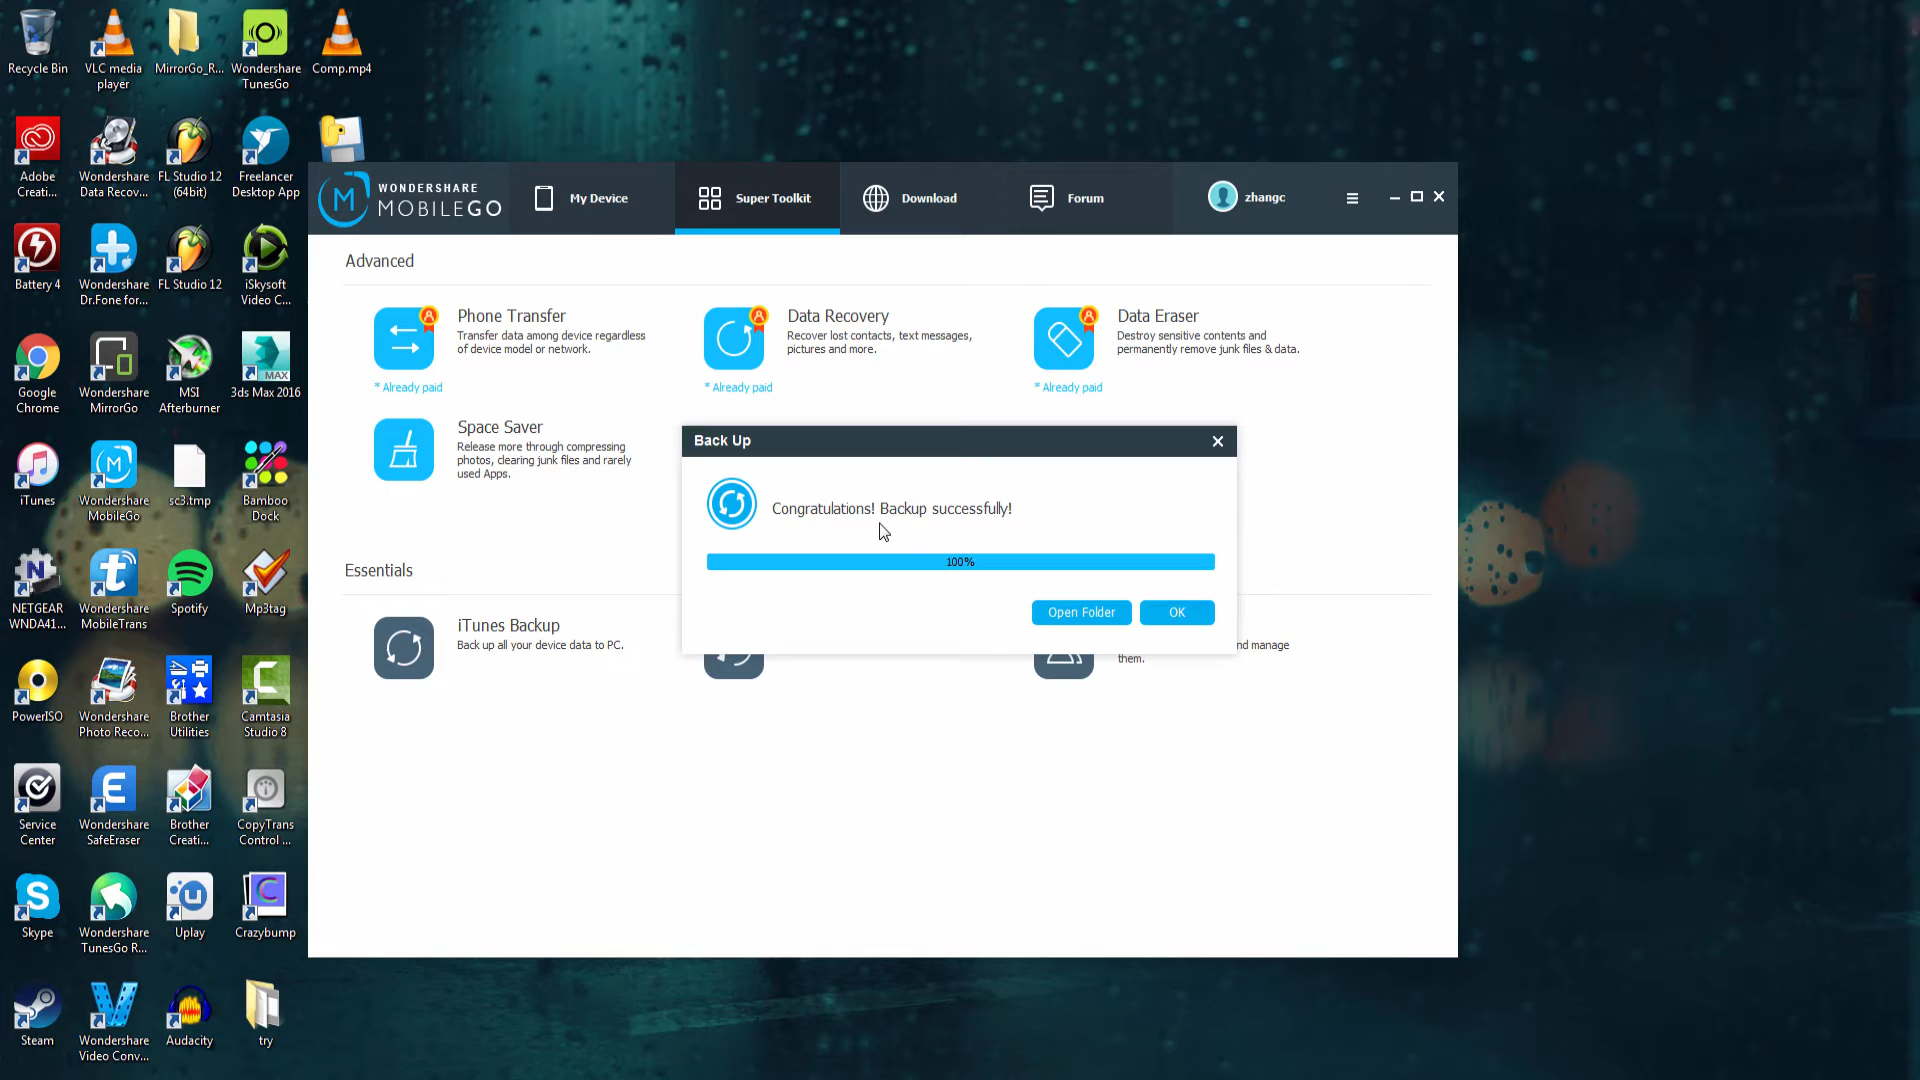 Recycle Bin
VLC media
player
MirrorGo_R...
Wondershare
TunesGo
Comp.mp4
Adobe
Creati...
Wondershare
Data Recov...
FL Studio 12
(64bit)
Freelancer
Desktop App
Battery 4
Wondershare
Dr.Fone for...
FL Studio 12
iSkysoft
Video C...
Google
Chrome
Wondershare
MirrorGo
MSI
Afterburner
MAX
3ds Max 2016
iTunes
Wondershare
MobileGo
sc3.tmp
Bamboo
Dock
NETGEAR
WNDA41...
Wondershare
MobileTrans
Spotify
Mp3tag
PowerISO
Wondershare
Photo Reco...
Brother
Utilities
Camtasia
Studio 8
Service
Center
Wondershare
SafeEraser
Brother
Creati...
CopyTrans
Control ...
Skype
Wondershare
TunesGo R...
Uplay
Crazybump
Steam
Wondershare
Video Conv...
Audacity
try
WONDERSHARE
MOBILEGO
My Device
Super Toolkit
Download
Forum
zhangc
Advanced
Phone Transfer
Transfer data among device regardless
of device model or network.
* Already paid
Data Recovery
Recover lost contacts, text messages,
pictures and more.
* Already paid
Data Eraser
Destroy sensitive contents and
permanently remove junk files & data.
* Already paid
Space Saver
Release more through compressing
photos, clearing junk files and rarely
used Apps.
Back Up
Congratulations! Backup successfully!
100%
Open Folder
OK
Essentials
iTunes Backup
Back up all your device data to PC.
nd manage
them.